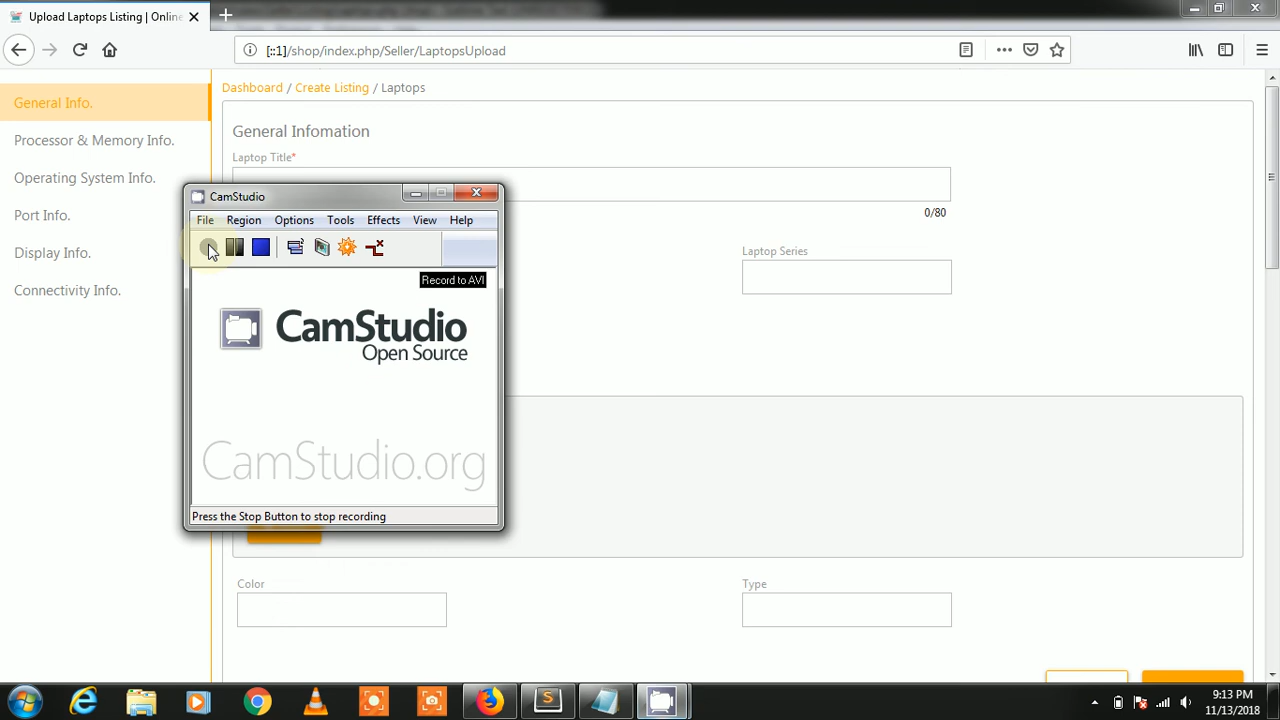 Upload Laptops Listing | Online
[::1]/shop/index.php/Seller/LaptopsUpload
General Info.
Processor & Memory Info.
Operating System Info.
Port Info.
Display Info.
Connectivity Info.
Dashboard / Create Listing / Laptops
General Infomation
Laptop Title*
0/80
Laptop Series
CamStudio
File Region Options Tools Effects View Help
Record to AVI
CamStudio
Open Source
CamStudio.org
Press the Stop Button to stop recording
Color
Type
9:13 PM
11/13/2018